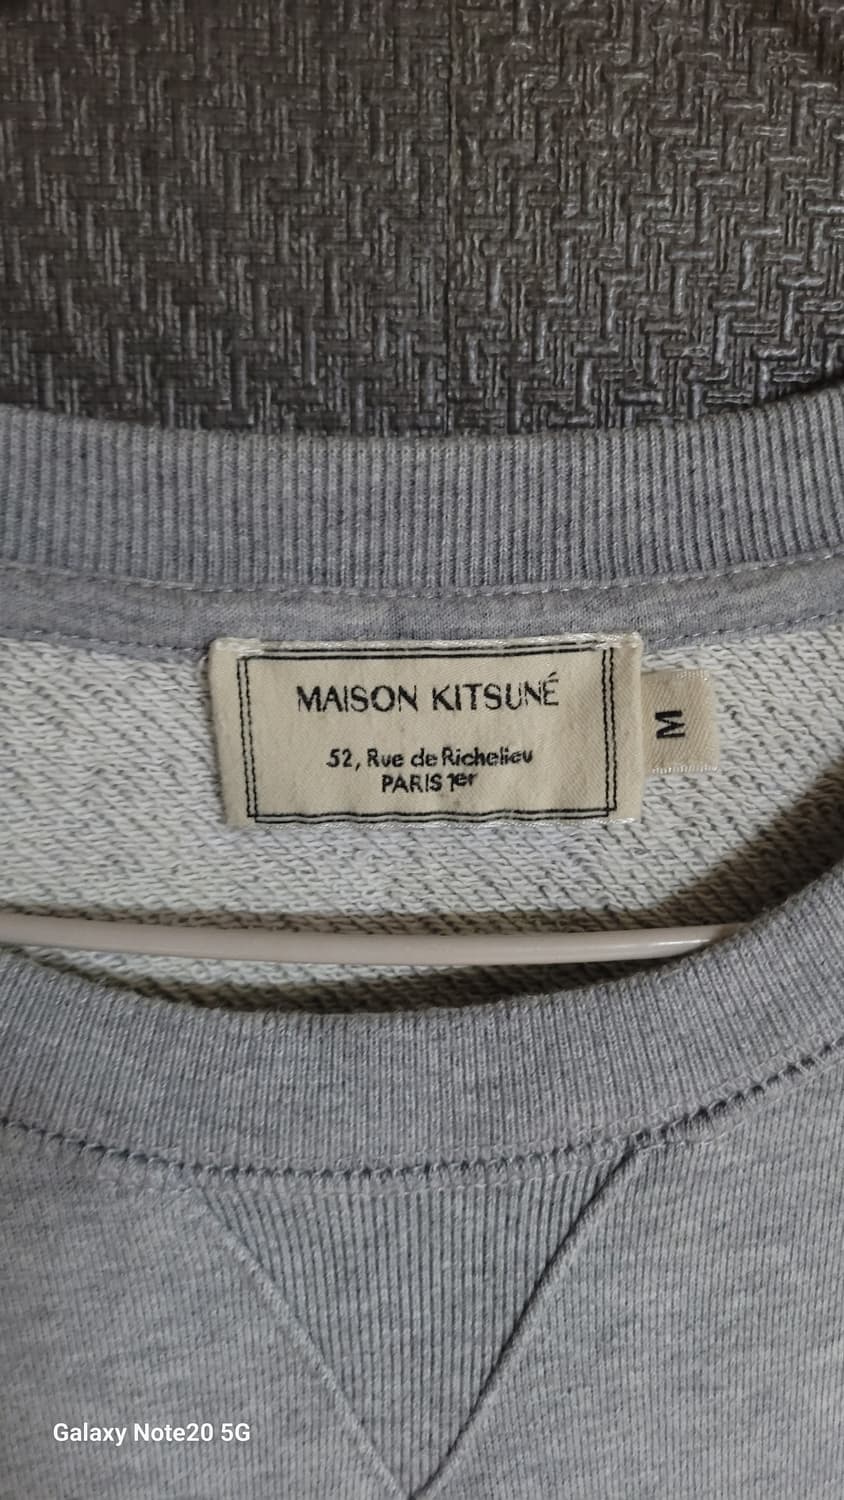 MAISON KITSUNÉ
M
52, Rue de Richelieu
PARIS 1er
Galaxy Note20 5G